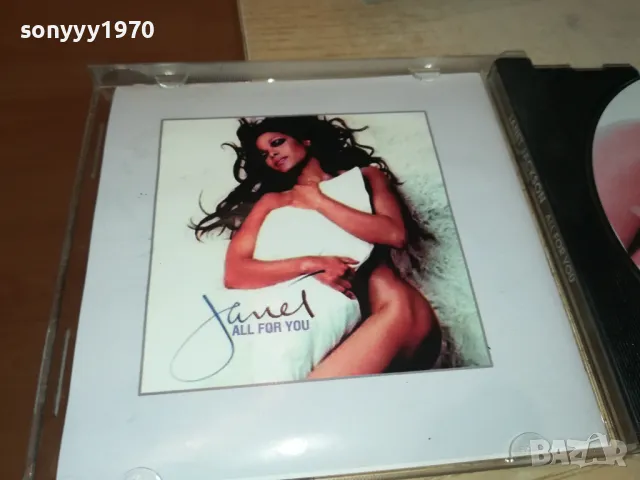 sonyyy1970
Janet
ALL FOR YOU
JANET JACKSON ALL FOR YOU
BAZAR